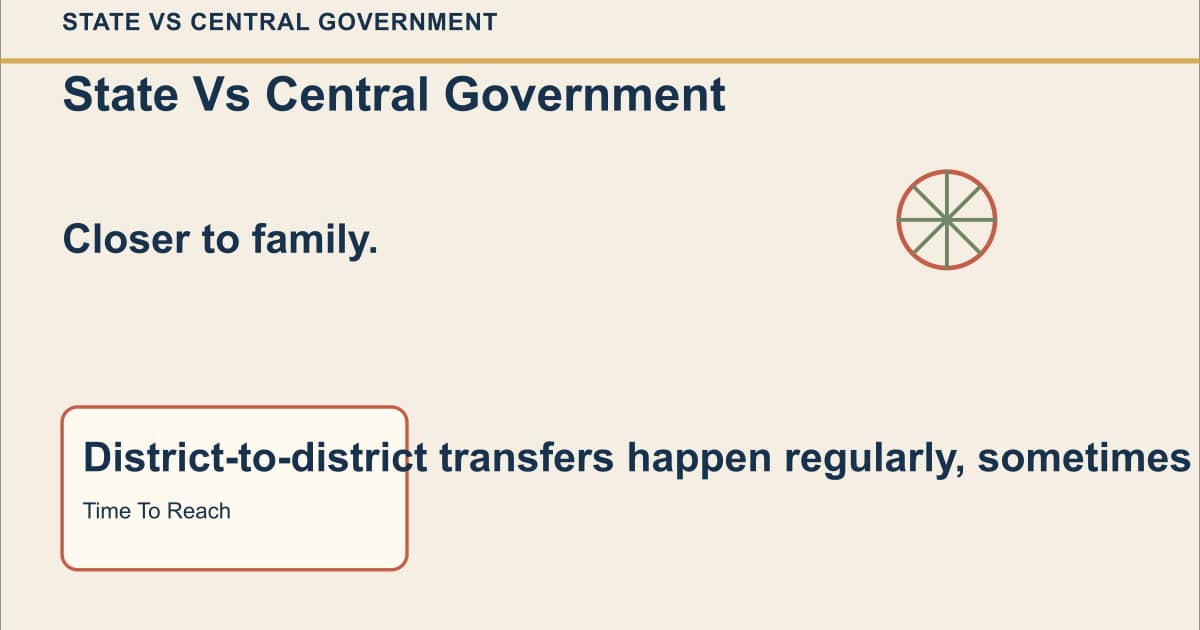 STATE VS CENTRAL GOVERNMENT
State Vs Central Government
Closer to family.
District-to-district transfers happen regularly, sometimes
Time To Reach